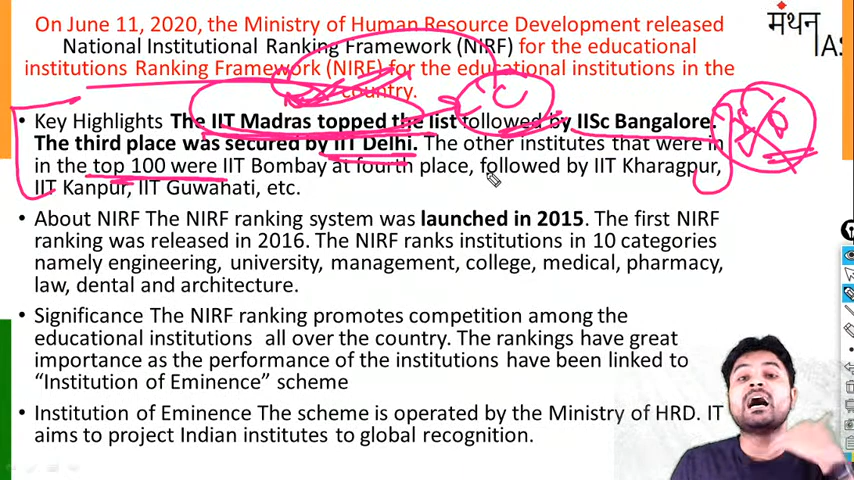 On June 11, 2020, the Ministry of Human Resource Development released
National Institutional Ranking Framework (NIRF) for the educational
institutions Ranking Framework (NIRF) for the educational institutions in the
country.
मंथन
IAS
• Key Highlights The IIT Madras topped the list followed by IISc Bangalore.
The third place was secured by IIT Delhi. The other institutes that were in
in the top 100 were IIT Bombay at fourth place, followed by IIT Kharagpur,
IIT Kanpur, IIT Guwahati, etc.
• About NIRF The NIRF ranking system was launched in 2015. The first NIRF
ranking was released in 2016. The NIRF ranks institutions in 10 categories
namely engineering, university, management, college, medical, pharmacy,
law, dental and architecture.
• Significance The NIRF ranking promotes competition among the
educational institutions all over the country. The rankings have great
importance as the performance of the institutions have been linked to
“Institution of Eminence” scheme
• Institution of Eminence The scheme is operated by the Ministry of HRD. IT
aims to project Indian institutes to global recognition.